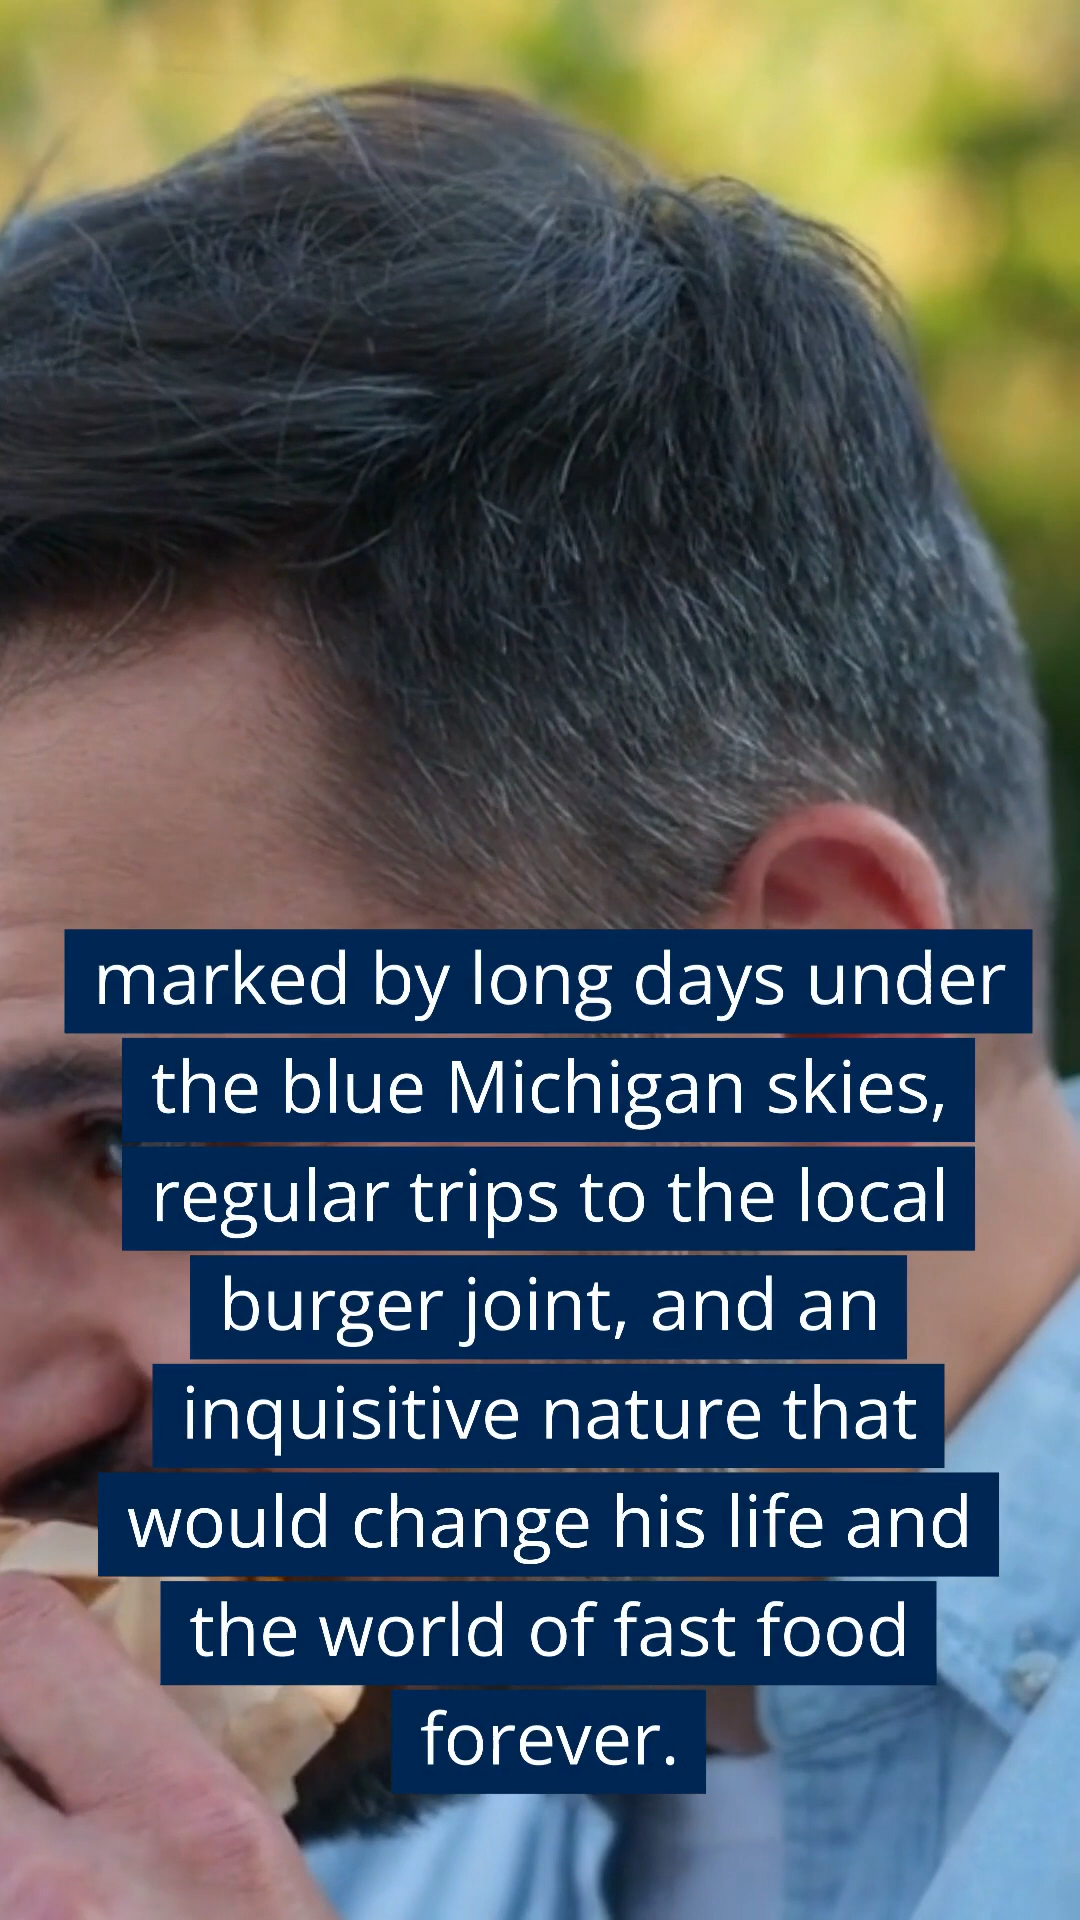 marked by long days under
the blue Michigan skies,
regular trips to the local
burger joint, and an
inquisitive nature that
would change his life and
the world of fast food
forever.